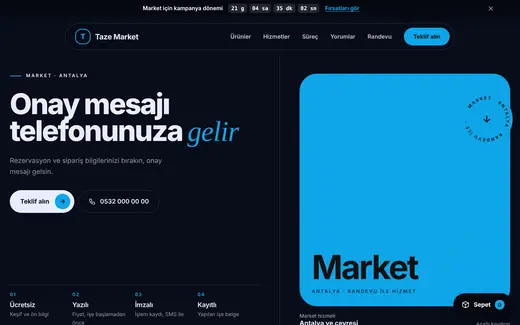 Market için kampanya dönemi 21 g 04 sa 35 dk 02 sn Fırsatları gör
T Taze Market
Ürünler Hizmetler Süreç Yorumlar Randevu Teklif alın
MARKET · ANTALYA
Onay mesajı
telefonunuza gelir
Rezervasyon ve sipariş bilgilerinizi bırakın, onay
mesajı gelsin.
Teklif alın
0532 000 00 00
01
Ücretsiz
Keşif ve ön bilgi
02
Yazılı
Fiyat, işe başlamadan
önce
03
İmzalı
İşlem kaydı, SMS ile
04
Kayıtlı
Yapılan işe belge
MARKET · ANTALYA · RANDEVU İLE ·
Market
ANTALYA · RANDEVU İLE HİZMET
Market hizmeti
Antalya ve çevresi
Sepet 0